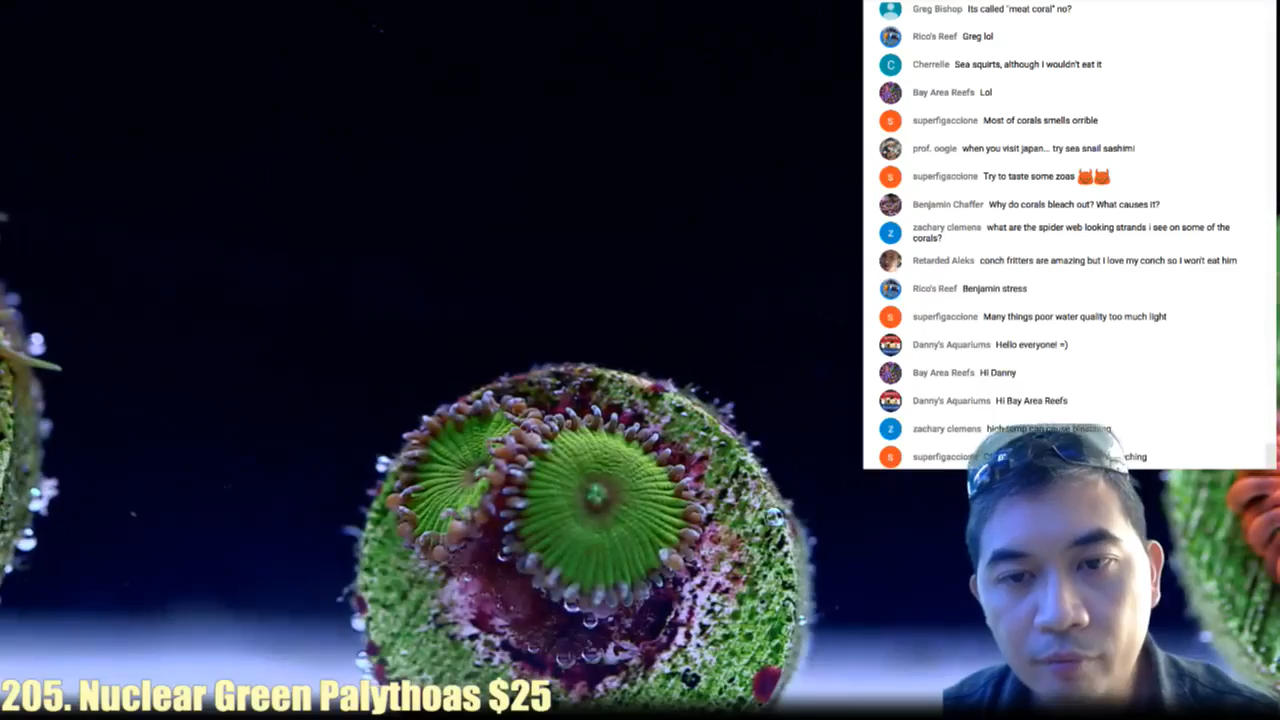 Greg Bishop Its called "meat coral" no?
Rico's Reef Greg lol
C Cherrelle Sea squirts, although I wouldn't eat it
Bay Area Reefs Lol
s superfigaccione Most of corals smells orrible
prof. oogie when you visit japan... try sea snail sashimi
s superfigaccione Try to taste some zoas
Benjamin Chaffer Why do corals bleach out? What causes it?
z zachary clemens what are the spider web looking strands i see on some of the
corals?
Retarded Aleks conch fritters are amazing but I love my conch so I won't eat him
Rico's Reef Benjamin stress
s superfigaccione Many things poor water quality too much light
Danny's Aquariums Hello everyone! =)
Bay Area Reefs Hi Danny
Danny's Aquariums Hi Bay Area Reefs
z zachary clemens high temp can cause bleaching
s superfigaccione
205. Nuclear Green Palythoas $25